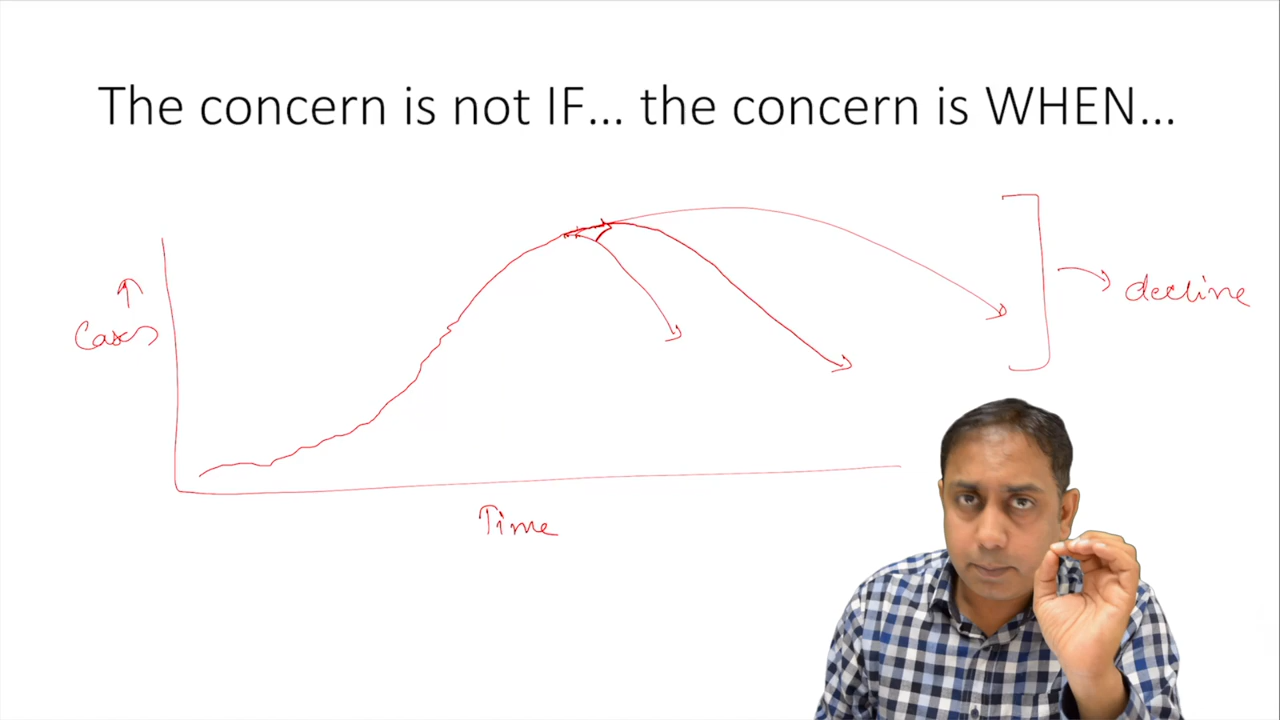 The concern is not IF... the concern is WHEN...
↑
Cases
→ decline
Time